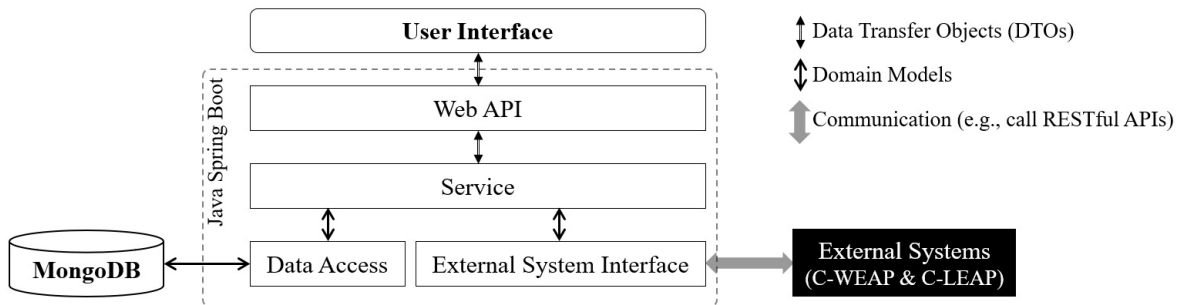 User Interface
Data Transfer Objects (DTOs)
Domain Models
Communication (e.g., call RESTful APIs)
Java Spring Boot
Web API
Service
MongoDB
Data Access
External System Interface
External Systems
(C-WEAP & C-LEAP)